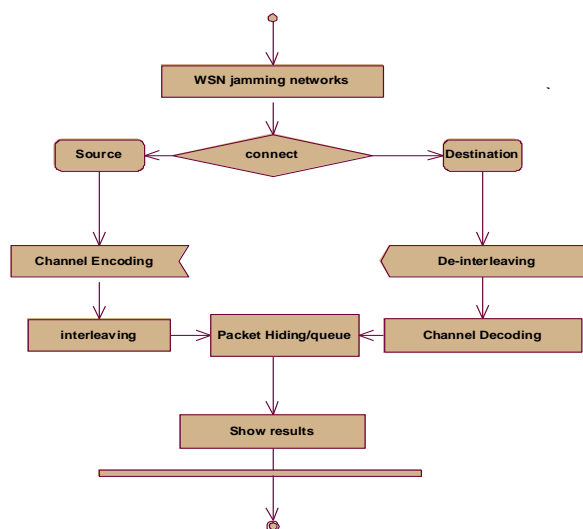 WSN jamming networks
Source
connect
Destination
Channel Encoding
De-interleaving
interleaving
Packet Hiding/queue
Channel Decoding
Show results